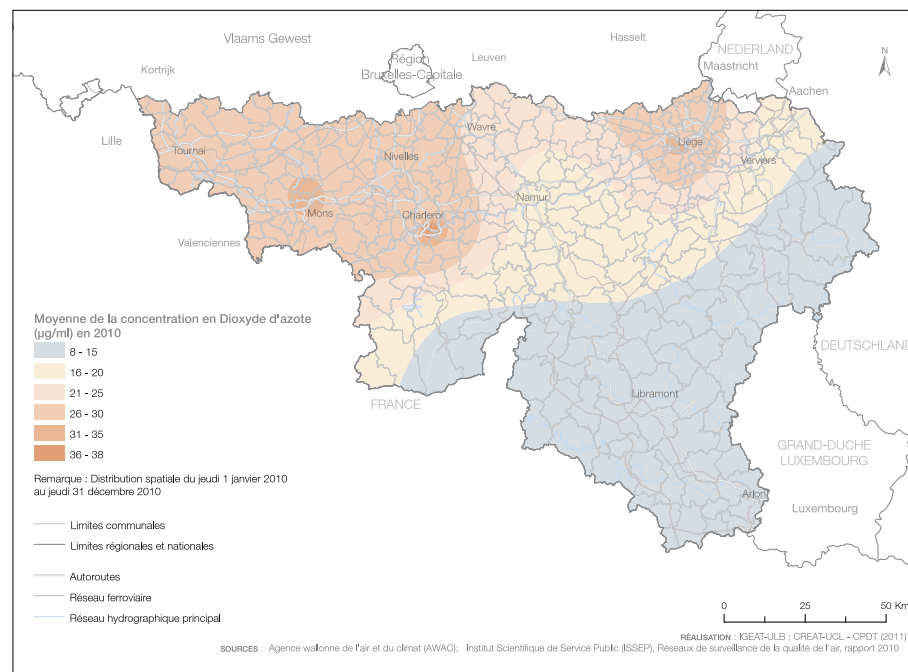 Vlaams Gewest
Hasselt
NEDERLAND
Maastricht
N
Kortrijk
Région
Bruxelles-Capitale
Leuven
Aachen
Lille
Tournai
Wavre
Nivelles
Liège
Verviers
Namur
Mons
Charleroi
Valenciennes
Moyenne de la concentration en Dioxyde d'azote
(µg/ml) en 2010
8 - 15
16 - 20
21 - 25
26 - 30
31 - 35
36 - 38
DEUTSCHLAND
Libramont
FRANCE
GRAND-DUCHE
LUXEMBOURG
Arlon
Luxembourg
Remarque : Distribution spatiale du jeudi 1 janvier 2010
au jeudi 31 décembre 2010
Limites communales
Limites régionales et nationales
Autoroutes
Réseau ferroviaire
Réseau hydrographique principal
0 25 50 Km
RÉALISATION : IGEAT-ULB ; CREAT-UCL - CPDT (2011)
SOURCES : Agence wallonne de l'air et du climat (AWAC); Institut Scientifique de Service Public (ISSEP), Réseaux de surveillance de la qualité de l'air, rapport 2010